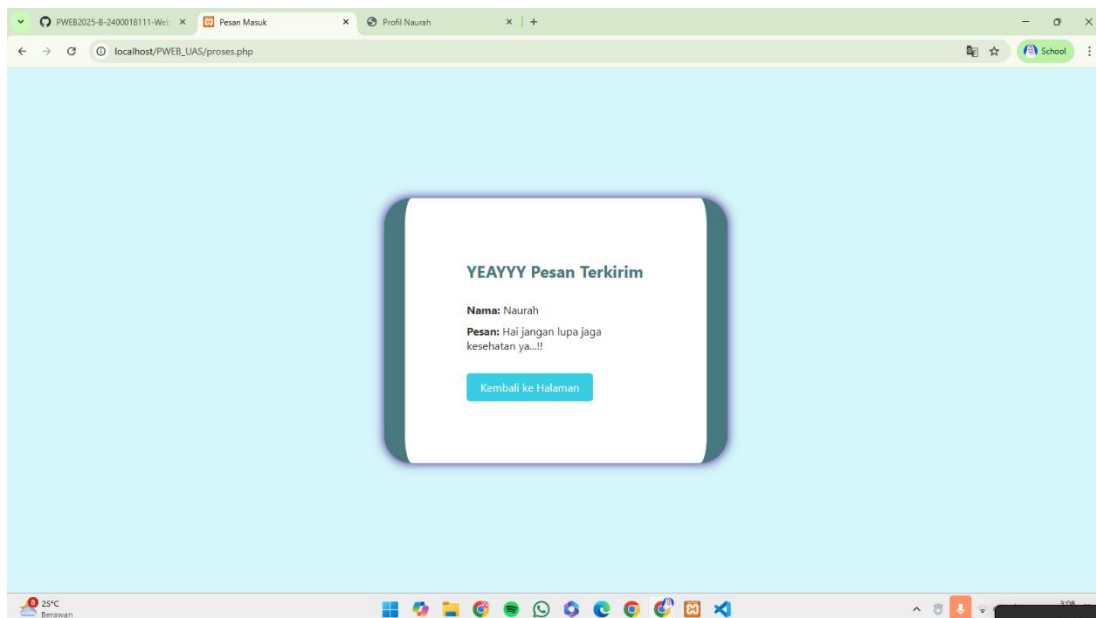 PWEB2025-B-2400018111-Web
Pesan Masuk
Profil Naurah
localhost/PWEB_UAS/proses.php
School
YEAYYY Pesan Terkirim
Nama: Naurah
Pesan: Hai jangan lupa jaga
kesehatan ya...!!
Kembali ke Halaman
25°C
Berawan